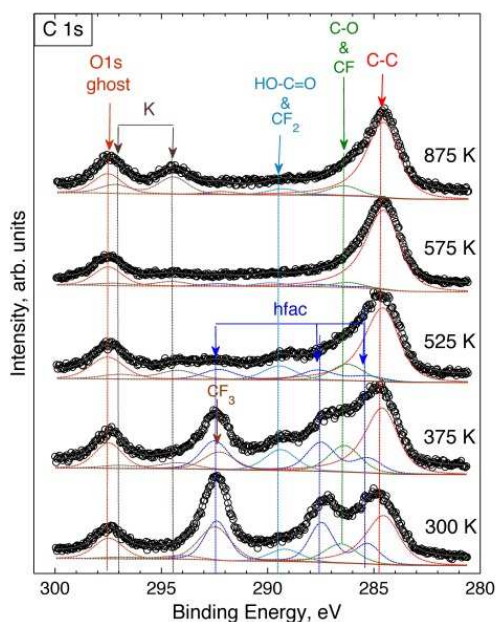 C 1s
O1s
ghost
K
HO-C=O
&
CF2
C-O
&
CF
C-C
875 K
575 K
hfac
525 K
CF3
375 K
300 K
Intensity, arb. units
300
295
290
285
280
Binding Energy, eV